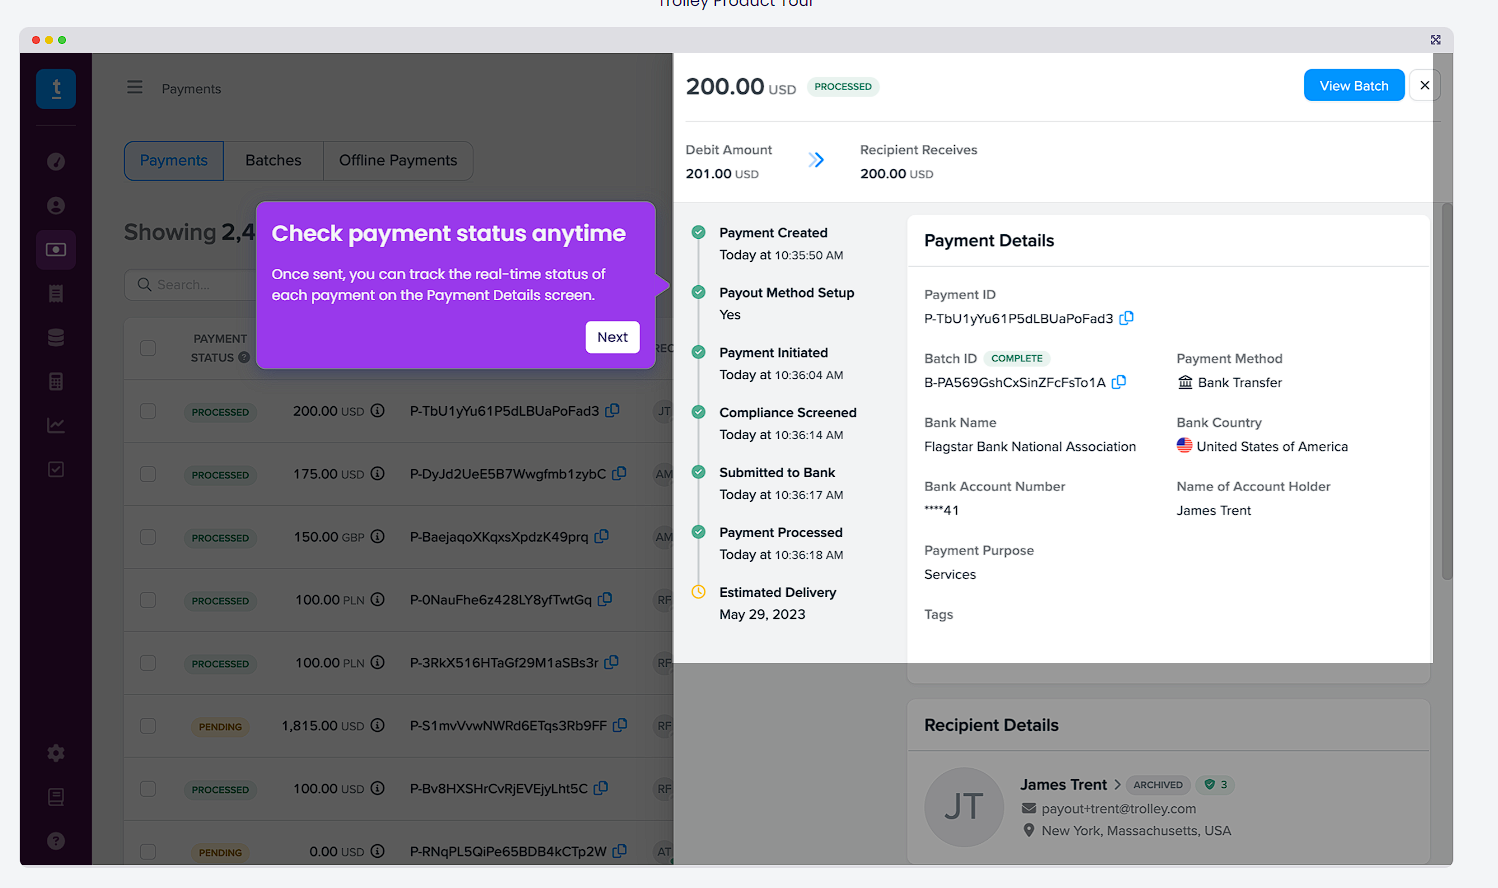 Trolley Product Tour
t
Payments
Payments
Batches
Offline Payments
Showing 2,4
Search...
PAYMENT
STATUS
REC
PROCESSED 200.00 USD P-TbU1yYu61P5dLBUaPoFad3 JT
PROCESSED 175.00 USD P-DyJd2UeE5B7Wwgfmb1zybC AM
PROCESSED 150.00 GBP P-BaejaqoXKqxsXpdzK49prq AM
PROCESSED 100.00 PLN P-0NauFhe6z428LY8yfTwtGq RF
PROCESSED 100.00 PLN P-3RkX516HTaGf29M1aSBs3r RF
PENDING 1,815.00 USD P-S1mvVvwNWRd6ETqs3Rb9FF RF
PROCESSED 100.00 USD P-Bv8HXSHrCvRjEVEjyLht5C RF
PENDING 0.00 USD P-RNqPL5QiPe65BDB4kCTp2W AT
Check payment status anytime
Once sent, you can track the real-time status of
each payment on the Payment Details screen.
Next
200.00 USD PROCESSED
View Batch
Debit Amount
201.00 USD
Recipient Receives
200.00 USD
Payment Created
Today at 10:35:50 AM
Payout Method Setup
Yes
Payment Initiated
Today at 10:36:04 AM
Compliance Screened
Today at 10:36:14 AM
Submitted to Bank
Today at 10:36:17 AM
Payment Processed
Today at 10:36:18 AM
Estimated Delivery
May 29, 2023
Payment Details
Payment ID
P-TbU1yYu61P5dLBUaPoFad3
Batch ID COMPLETE
B-PA569GshCxSinZFcFsTo1A
Payment Method
Bank Transfer
Bank Name
Flagstar Bank National Association
Bank Country
United States of America
Bank Account Number
****41
Name of Account Holder
James Trent
Payment Purpose
Services
Tags
Recipient Details
JT
James Trent ARCHIVED 3
payout+trent@trolley.com
New York, Massachusetts, USA